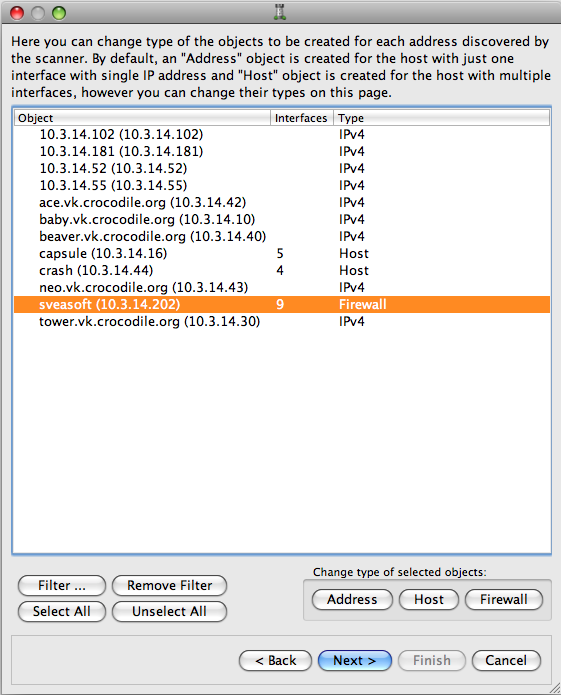 Here you can change type of the objects to be created for each address discovered by
the scanner. By default, an "Address" object is created for the host with just one
interface with single IP address and "Host" object is created for the host with multiple
interfaces, however you can change their types on this page.
Object Interfaces Type
10.3.14.102 (10.3.14.102) IPv4
10.3.14.181 (10.3.14.181) IPv4
10.3.14.52 (10.3.14.52) IPv4
10.3.14.55 (10.3.14.55) IPv4
ace.vk.crocodile.org (10.3.14.42) IPv4
baby.vk.crocodile.org (10.3.14.10) IPv4
beaver.vk.crocodile.org (10.3.14.40) IPv4
capsule (10.3.14.16) 5 Host
crash (10.3.14.44) 4 Host
neo.vk.crocodile.org (10.3.14.43) IPv4
sveasoft (10.3.14.202) 9 Firewall
tower.vk.crocodile.org (10.3.14.30) IPv4
Change type of selected objects:
Filter ... Remove Filter Address Host Firewall
Select All Unselect All
< Back Next > Finish Cancel